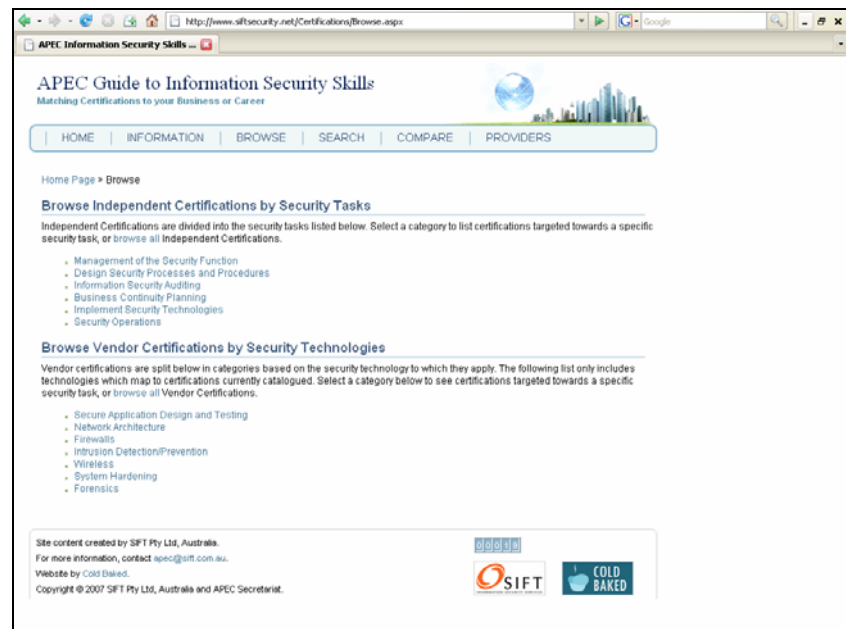 http://www.siftsecurity.net/Certifications/Browse.aspx
G Google
APEC Information Security Skills ...
APEC Guide to Information Security Skills
Matching Certifications to your Business or Career
| HOME | INFORMATION | BROWSE | SEARCH | COMPARE | PROVIDERS
Home Page » Browse
Browse Independent Certifications by Security Tasks
Independent Certifications are divided into the security tasks listed below. Select a category to list certifications targeted towards a specific
security task, or browse all Independent Certifications.
Management of the Security Function
Design Security Processes and Procedures
Information Security Auditing
Business Continuity Planning
Implement Security Technologies
Security Operations
Browse Vendor Certifications by Security Technologies
Vendor certifications are split below in categories based on the security technology to which they apply. The following list only includes
technologies which map to certifications currently catalogued. Select a category below to see certifications targeted towards a specific
security task, or browse all Vendor Certifications.
Secure Application Design and Testing
Network Architecture
Firewalls
Intrusion Detection/Prevention
Wireless
System Hardening
Forensics
Site content created by SIFT Pty Ltd, Australia.
For more information, contact apec@sift.com.au.
Website by Cold Baked.
Copyright © 2007 SIFT Pty Ltd, Australia and APEC Secretariat.
00019
SIFT
INFORMATION SECURITY SERVICES
COLD
BAKED